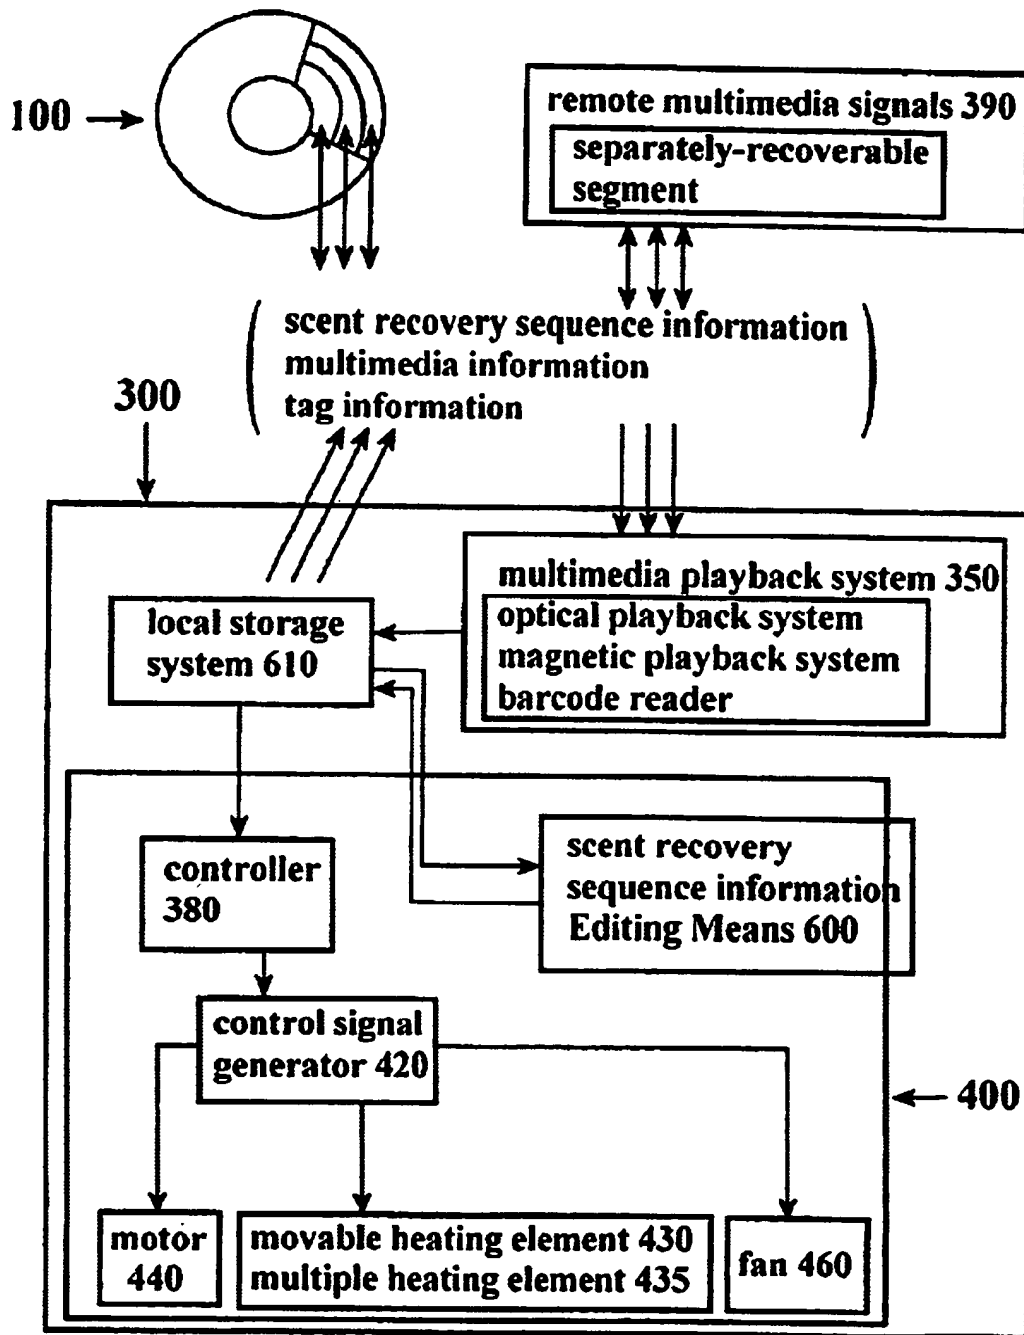 100
remote multimedia signals 390
separately-recoverable
segment
scent recovery sequence information
multimedia information
tag information
300
multimedia playback system 350
optical playback system
magnetic playback system
barcode reader
local storage
system 610
scent recovery
sequence information
Editing Means 600
controller
380
control signal
generator 420
400
motor
440
movable heating element 430
multiple heating element 435
fan 460